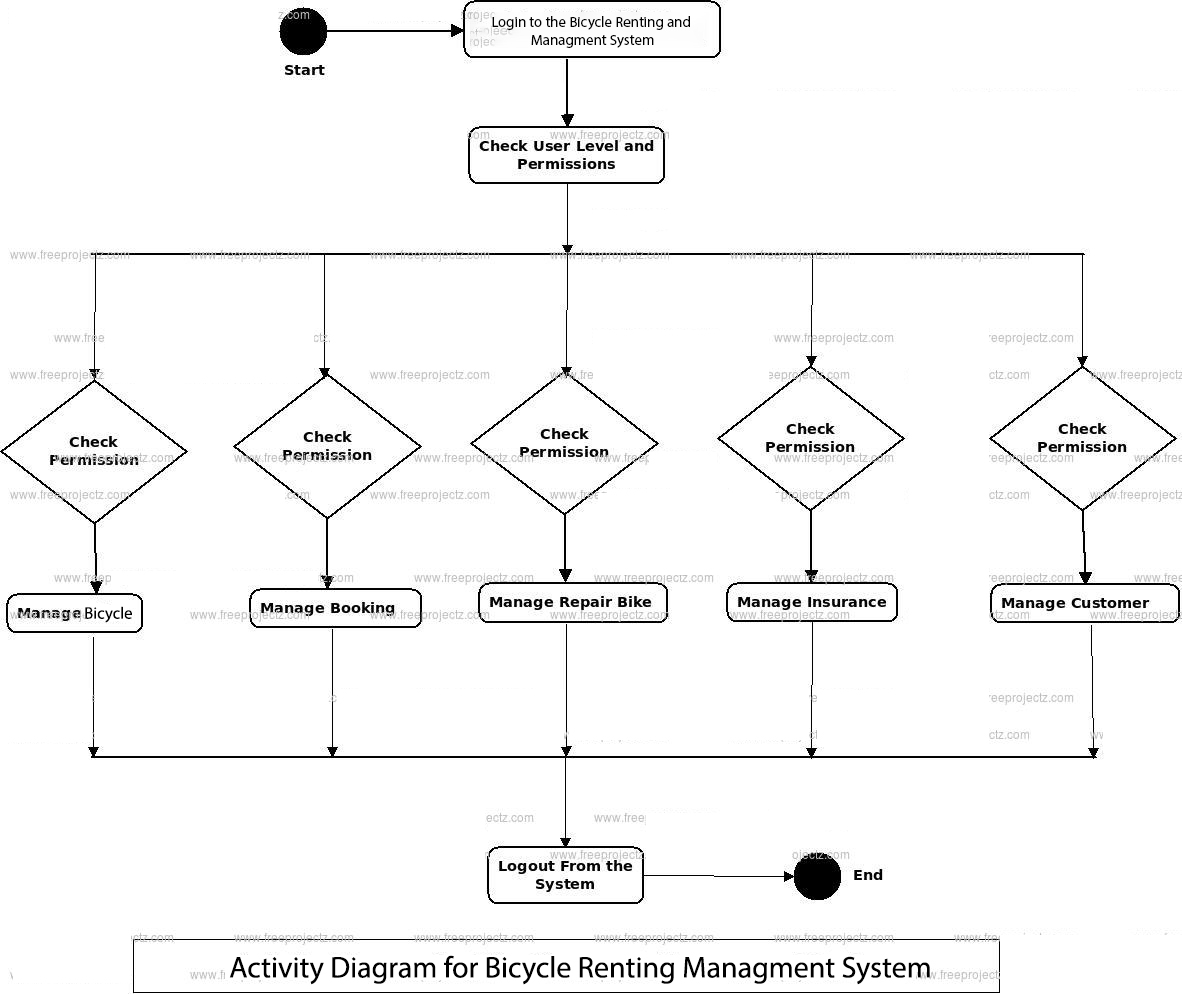 Login to the Bicycle Renting and
Managment System
Start
Check User Level and
Permissions
Check
Permission
Check
Permission
Check
Permission
Check
Permission
Check
Permission
Manage Bicycle
Manage Booking
Manage Repair Bike
Manage Insurance
Manage Customer
Logout From the
System
End
Activity Diagram for Bicycle Renting Managment System
www.freeprojectz.com